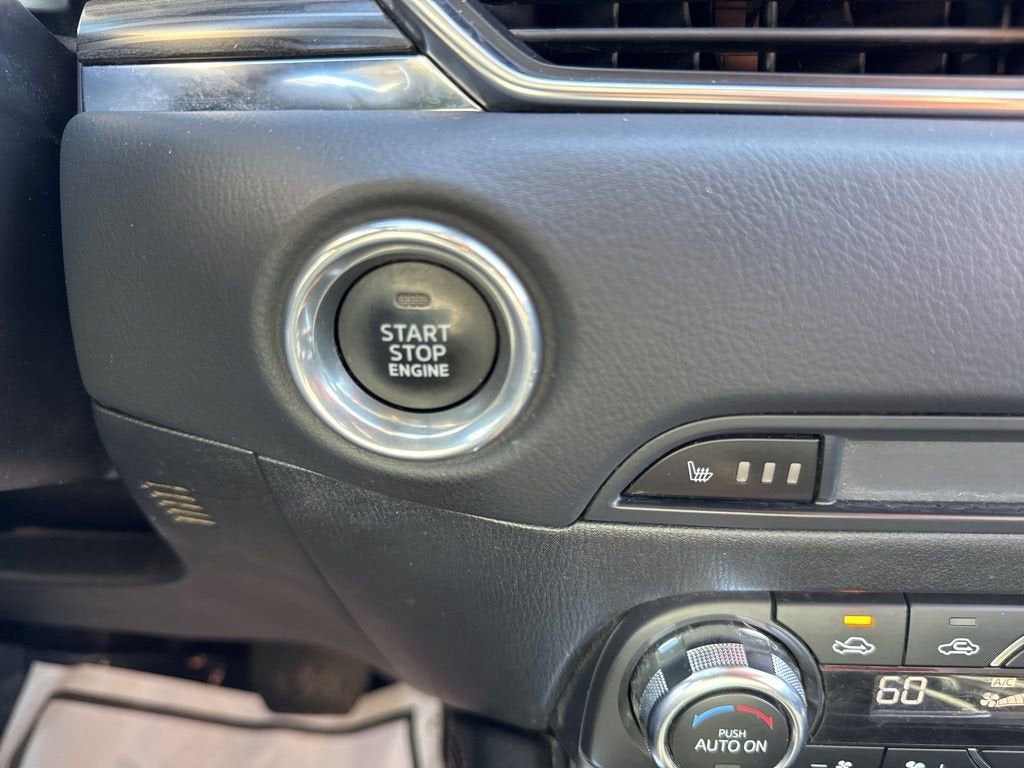 START
STOP
ENGINE
60
A/C
PUSH
AUTO ON